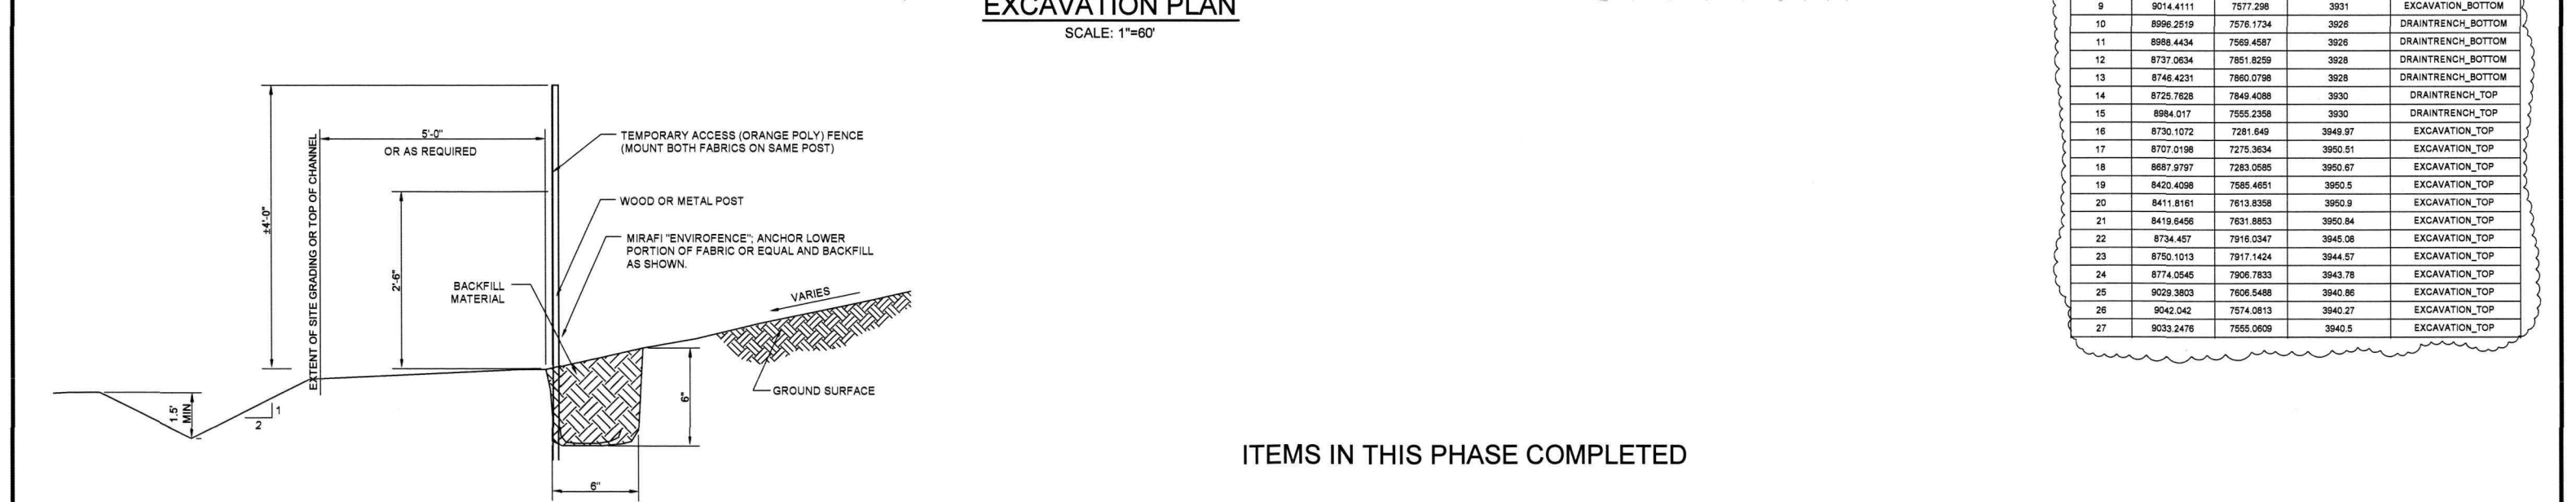 EXCAVATION PLAN
SCALE: 1"=60'
5'-0"
OR AS REQUIRED
EXTENT OF SITE GRADING OR TOP OF CHANNEL
±4'-0"
2'-6"
TEMPORARY ACCESS (ORANGE POLY) FENCE
(MOUNT BOTH FABRICS ON SAME POST)
WOOD OR METAL POST
MIRAFI "ENVIROFENCE"; ANCHOR LOWER
PORTION OF FABRIC OR EQUAL AND BACKFILL
AS SHOWN.
BACKFILL
MATERIAL
VARIES
GROUND SURFACE
1.5'
MIN
1
2
6"
6"
ITEMS IN THIS PHASE COMPLETED
9 9014.4111 7577.298 3931 EXCAVATION_BOTTOM
10 8996.2519 7576.1734 3926 DRAINTRENCH_BOTTOM
11 8988.4434 7569.4587 3926 DRAINTRENCH_BOTTOM
12 8737.0634 7851.8259 3928 DRAINTRENCH_BOTTOM
13 8746.4231 7860.0798 3928 DRAINTRENCH_BOTTOM
14 8725.7628 7849.4088 3930 DRAINTRENCH_TOP
15 8984.017 7555.2358 3930 DRAINTRENCH_TOP
16 8730.1072 7281.649 3949.97 EXCAVATION_TOP
17 8707.0198 7275.3634 3950.51 EXCAVATION_TOP
18 8687.9797 7283.0585 3950.67 EXCAVATION_TOP
19 8420.4098 7585.4651 3950.5 EXCAVATION_TOP
20 8411.8161 7613.8358 3950.9 EXCAVATION_TOP
21 8419.6456 7631.8853 3950.84 EXCAVATION_TOP
22 8734.457 7916.0347 3945.08 EXCAVATION_TOP
23 8750.1013 7917.1424 3944.57 EXCAVATION_TOP
24 8774.0545 7906.7833 3943.78 EXCAVATION_TOP
25 9029.3803 7606.5488 3940.86 EXCAVATION_TOP
26 9042.042 7574.0813 3940.27 EXCAVATION_TOP
27 9033.2476 7555.0609 3940.5 EXCAVATION_TOP